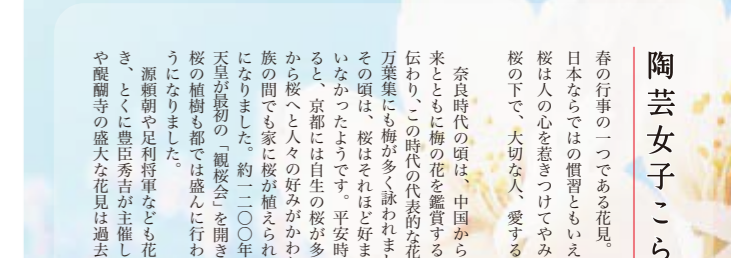 陶芸女子こら
春の行事の一つである花見。
日本ならではの慣習ともいえ
桜は人の心を惹きつけてやみ
桜の下で、大切な人、愛する
奈良時代の頃は、中国から
来とともに梅の花を鑑賞する
伝わり、この時代の代表的な花
万葉集にも梅が多く詠われまし
その頃は、桜はそれほど好ま
いなかったようです。平安時
ると、京都には自生の桜が多
から桜へと人々の好みがかわ
族の間でも家に桜が植えられ
になりました。約一二〇〇年
天皇が最初の「観桜会」を開き
桜の植樹も都では盛んに行わ
うになりました。
源頼朝や足利将軍なども花
き、とくに豊臣秀吉が主催し
や醍醐寺の盛大な花見は過去